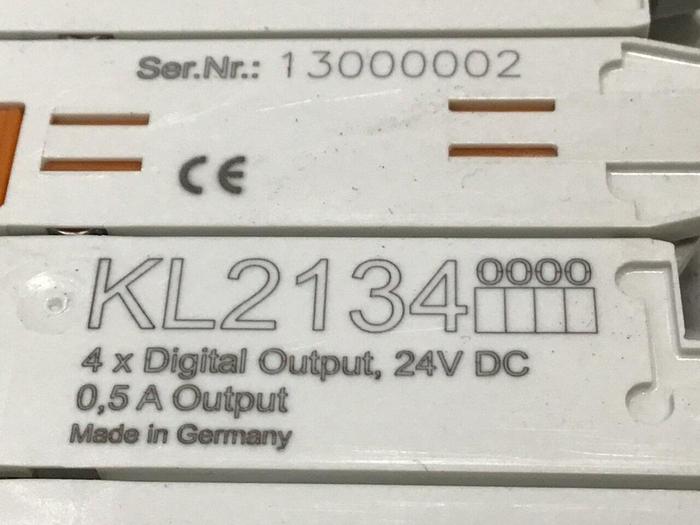 Ser.Nr.: 13000002
CE
KL2134 0000
4 x Digital Output, 24V DC
0,5 A Output
Made in Germany